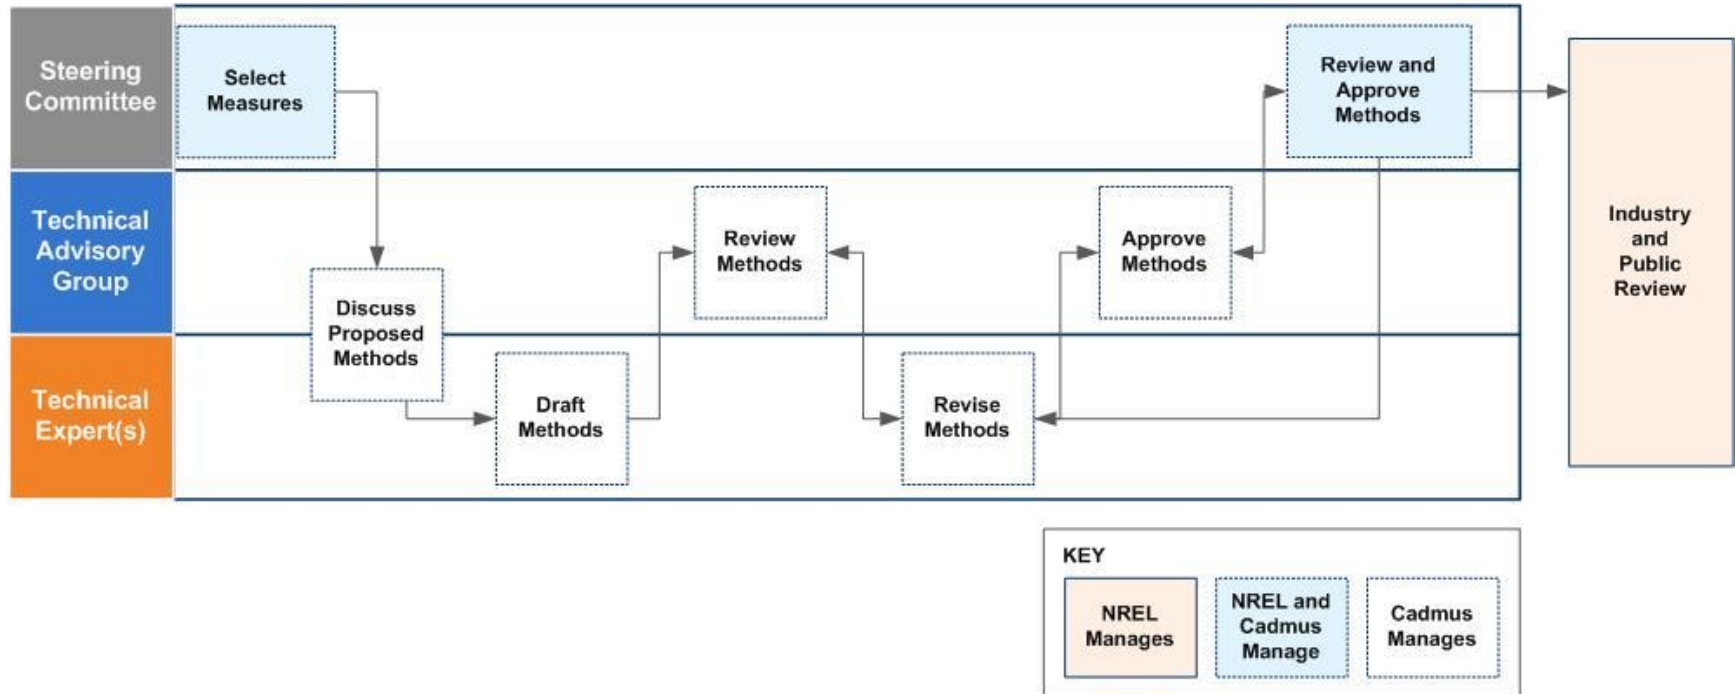 Steering
Committee
Select
Measures
Review and
Approve
Methods
Technical
Advisory
Group
Discuss
Proposed
Methods
Review
Methods
Approve
Methods
Industry
and
Public
Review
Technical
Expert(s)
Draft
Methods
Revise
Methods
KEY
NREL
Manages
NREL and
Cadmus
Manage
Cadmus
Manages